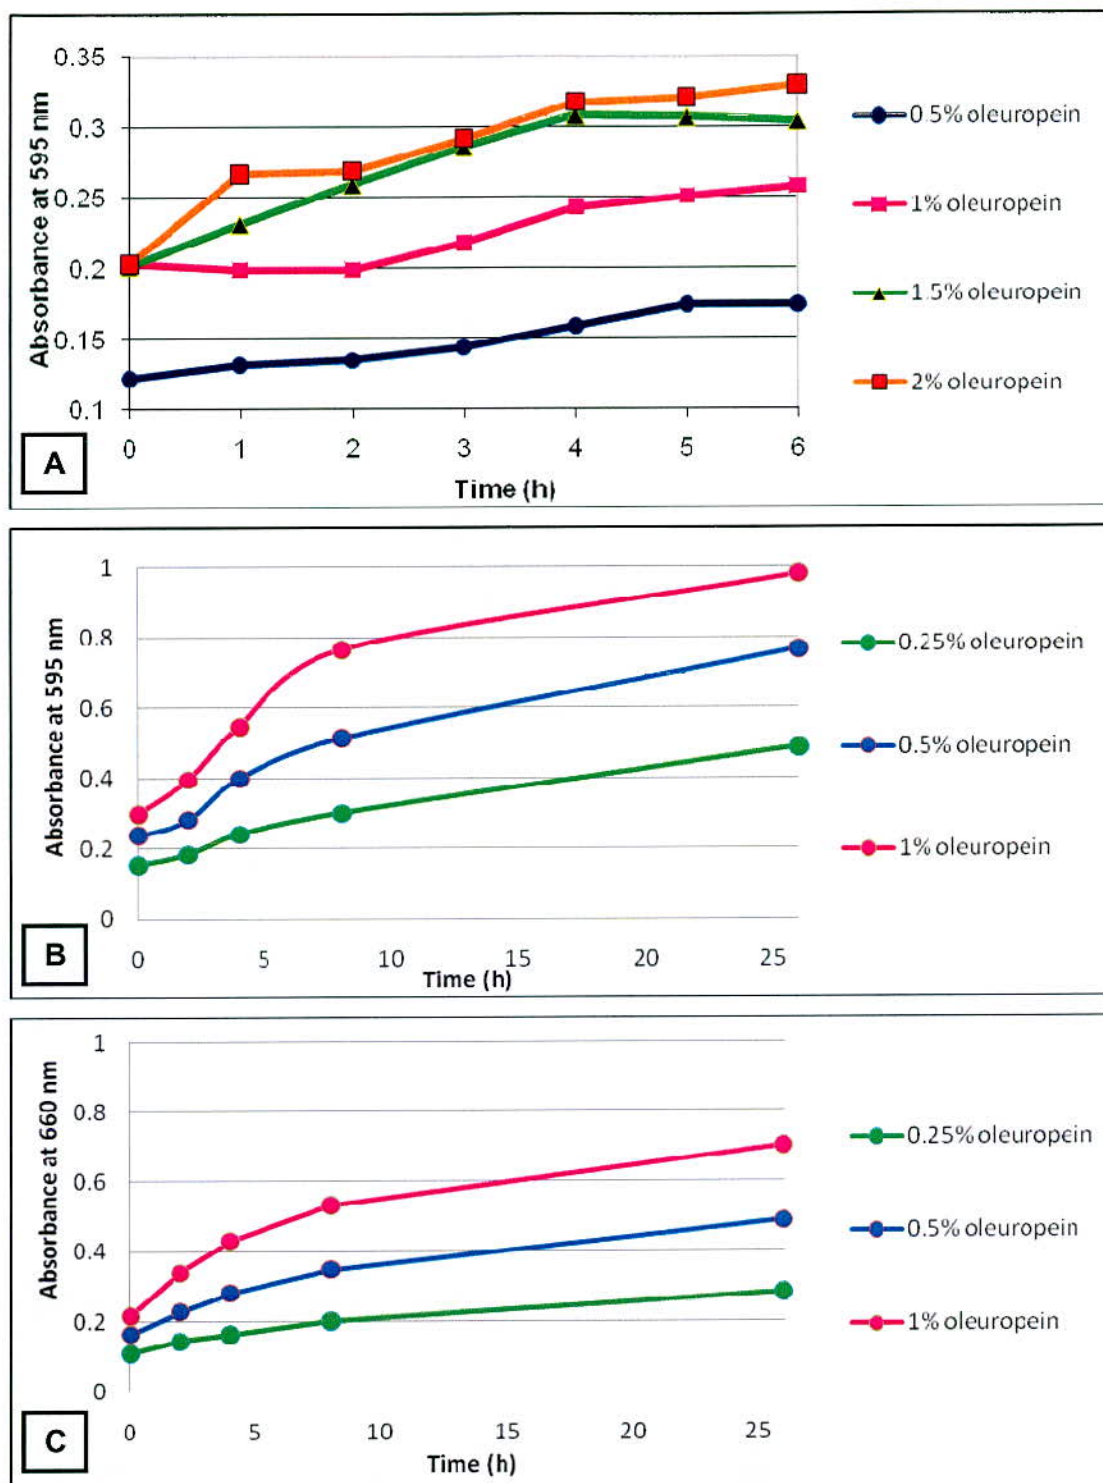 0.35
0.3
0.25
0.2
0.15
0.1
Absorbance at 595 nm
0 1 2 3 4 5 6
Time (h)
0.5% oleuropein
1% oleuropein
1.5% oleuropein
2% oleuropein
A
1
0.8
0.6
0.4
0.2
0
Absorbance at 595 nm
0 5 10 15 20 25
Time (h)
0.25% oleuropein
0.5% oleuropein
1% oleuropein
B
1
0.8
0.6
0.4
0.2
0
Absorbance at 660 nm
0 5 10 15 20 25
Time (h)
0.25% oleuropein
0.5% oleuropein
1% oleuropein
C